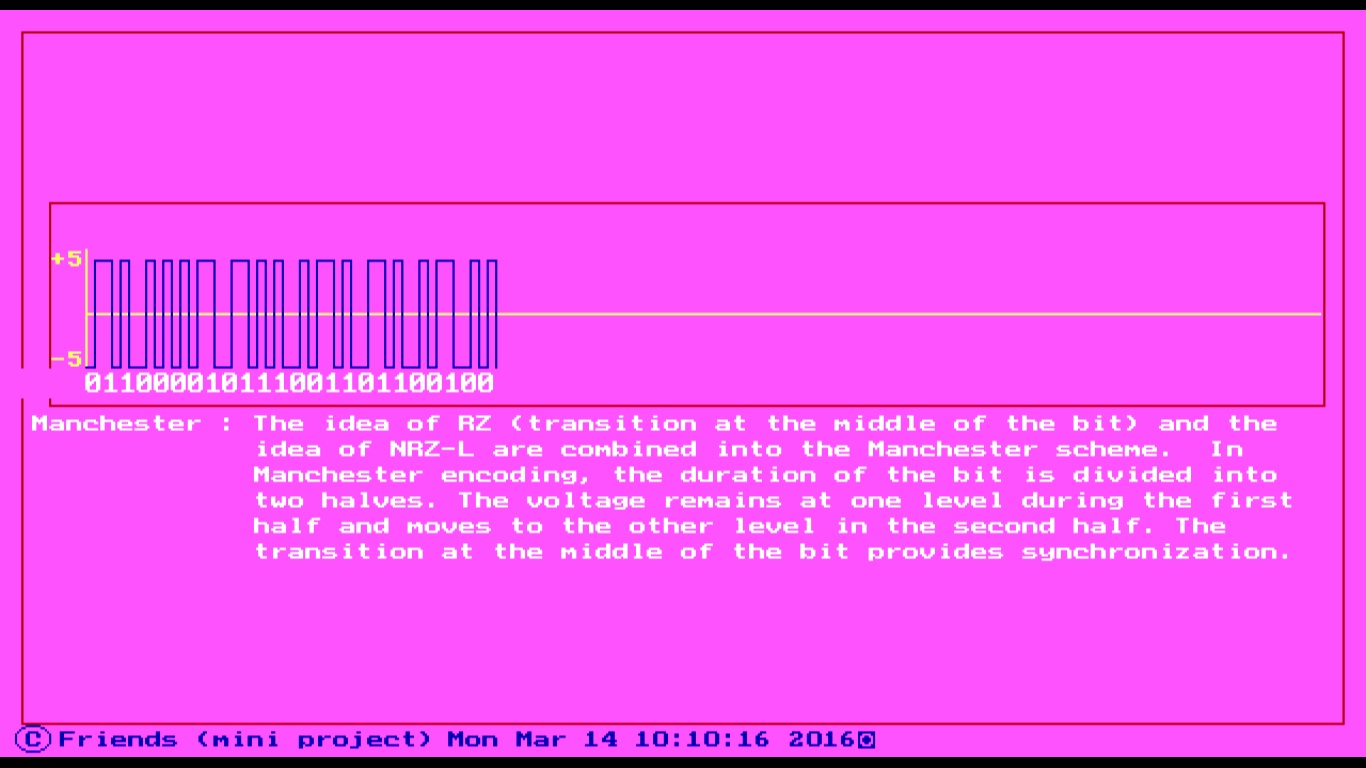 +5
-5
011000010111001101100100
Manchester : The idea of RZ (transition at the middle of the bit) and the
idea of NRZ-L are combined into the Manchester scheme. In
Manchester encoding, the duration of the bit is divided into
two halves. The voltage remains at one level during the first
half and moves to the other level in the second half. The
transition at the middle of the bit provides synchronization.
©Friends (mini project) Mon Mar 14 10:10:16 2016◙